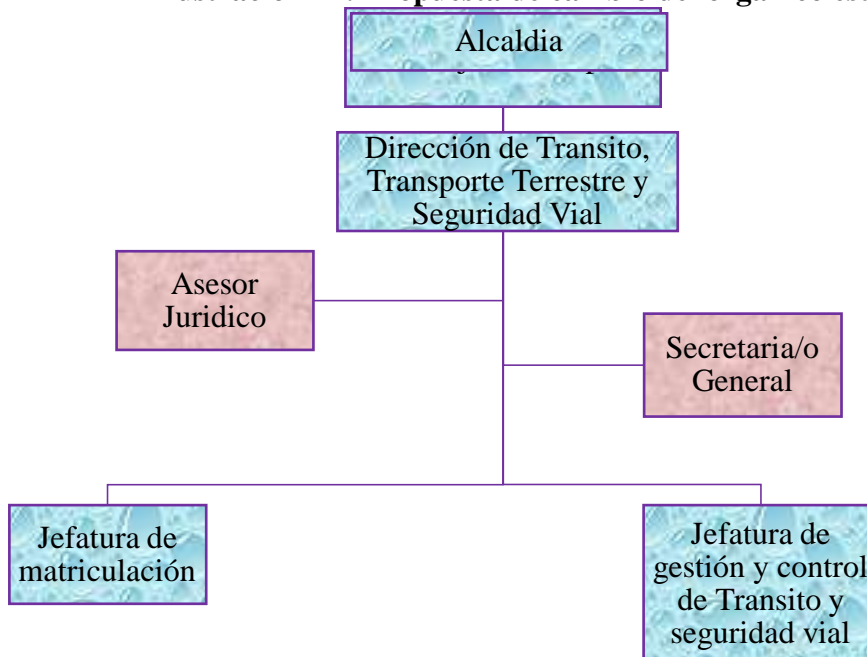 Alcaldia
Dirección de Transito,
Transporte Terrestre y
Seguridad Vial
Asesor
Juridico
Secretaria/o
General
Jefatura de
matriculación
Jefatura de
gestión y control
de Transito y
seguridad vial